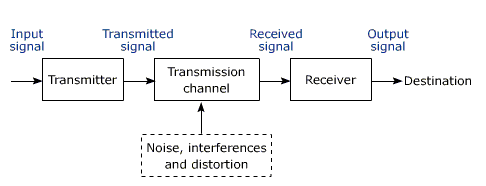 Input signal
Transmitted signal
Received signal
Output signal
Transmitter
Transmission channel
Receiver
Destination
Noise, interferences
and distortion